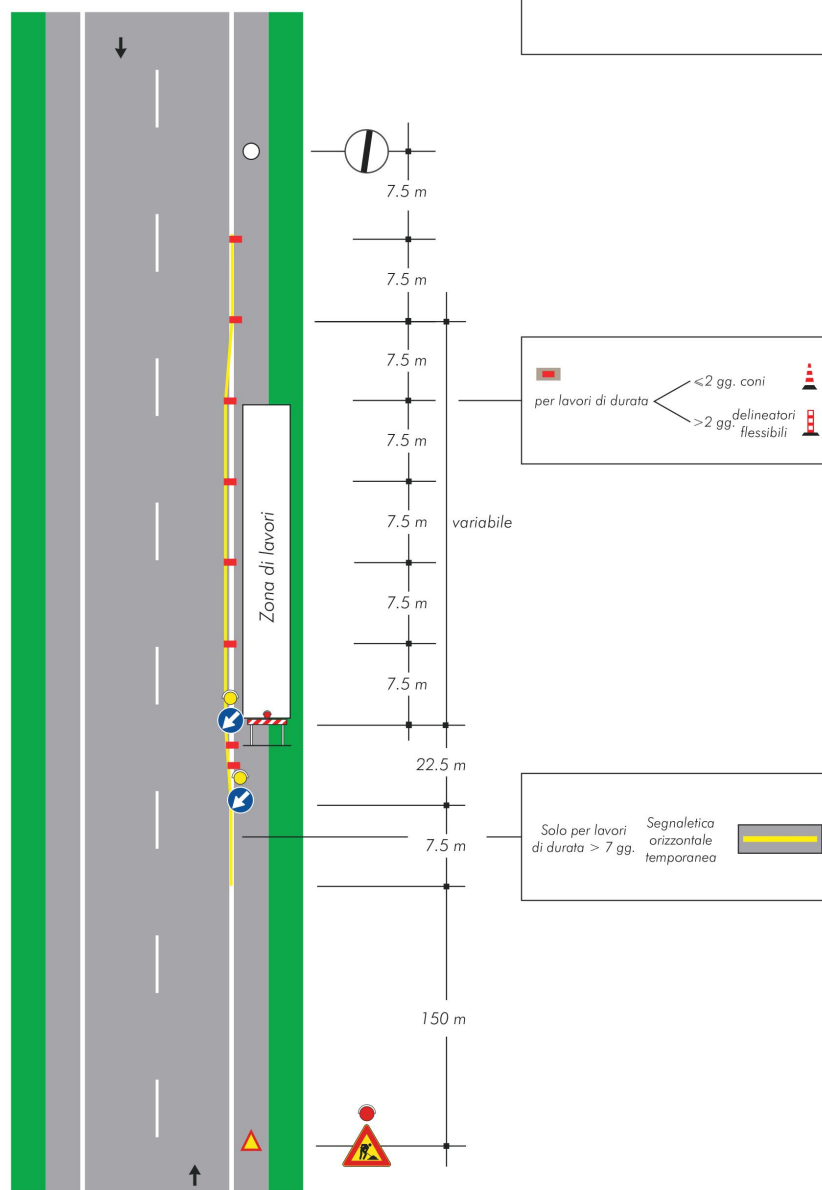 7.5 m
7.5 m
7.5 m
7.5 m
7.5 m
7.5 m
7.5 m
variabile
22.5 m
7.5 m
150 m
Zona di lavori
per lavori di durata
⩽2 gg. coni
>2 gg. delineatori
flessibili
Solo per lavori
di durata > 7 gg.
Segnaletica
orizzontale
temporanea